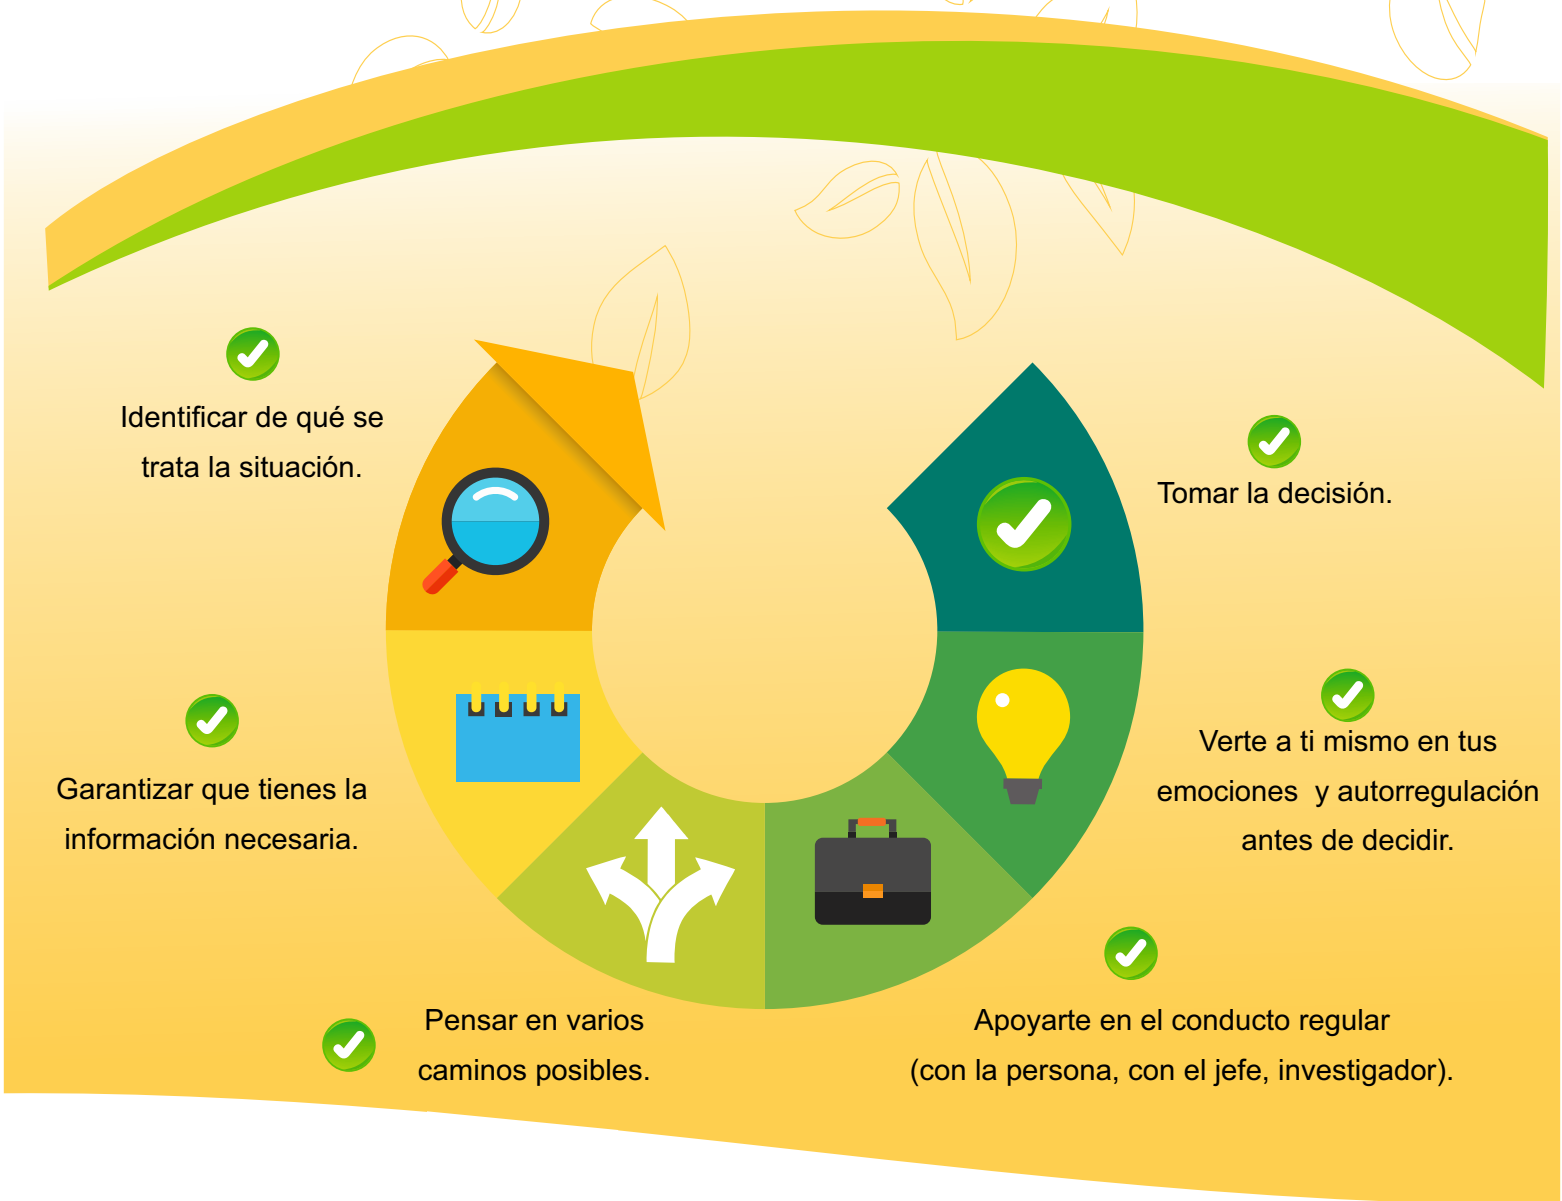 Identificar de qué se
trata la situación.
Garantizar que tienes la
información necesaria.
Pensar en varios
caminos posibles.
Apoyarte en el conducto regular
(con la persona, con el jefe, investigador).
Verte a ti mismo en tus
emociones  y autorregulación
antes de decidir.
Tomar la decisión.